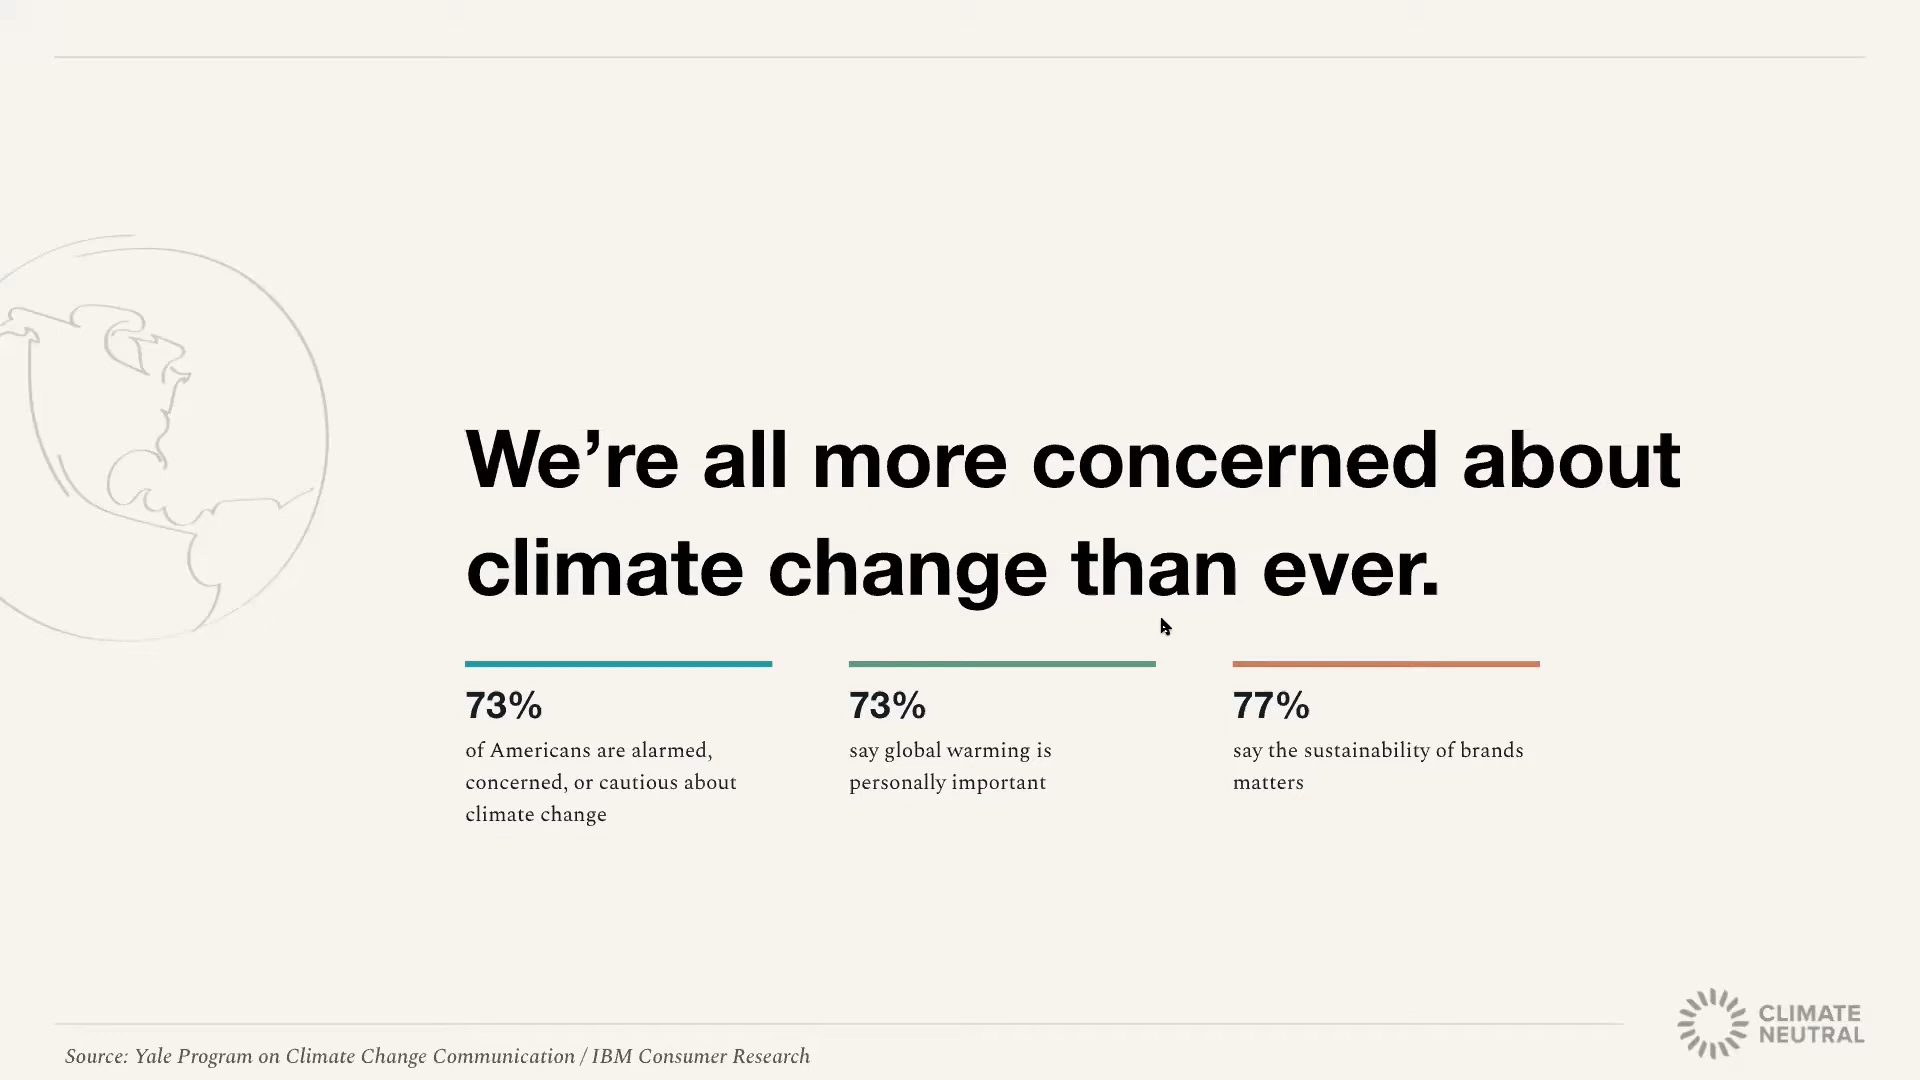 We’re all more concerned about
climate change than ever.
73%
of Americans are alarmed,
concerned, or cautious about
climate change
73%
say global warming is
personally important
77%
say the sustainability of brands
matters
Source: Yale Program on Climate Change Communication / IBM Consumer Research
CLIMATE
NEUTRAL